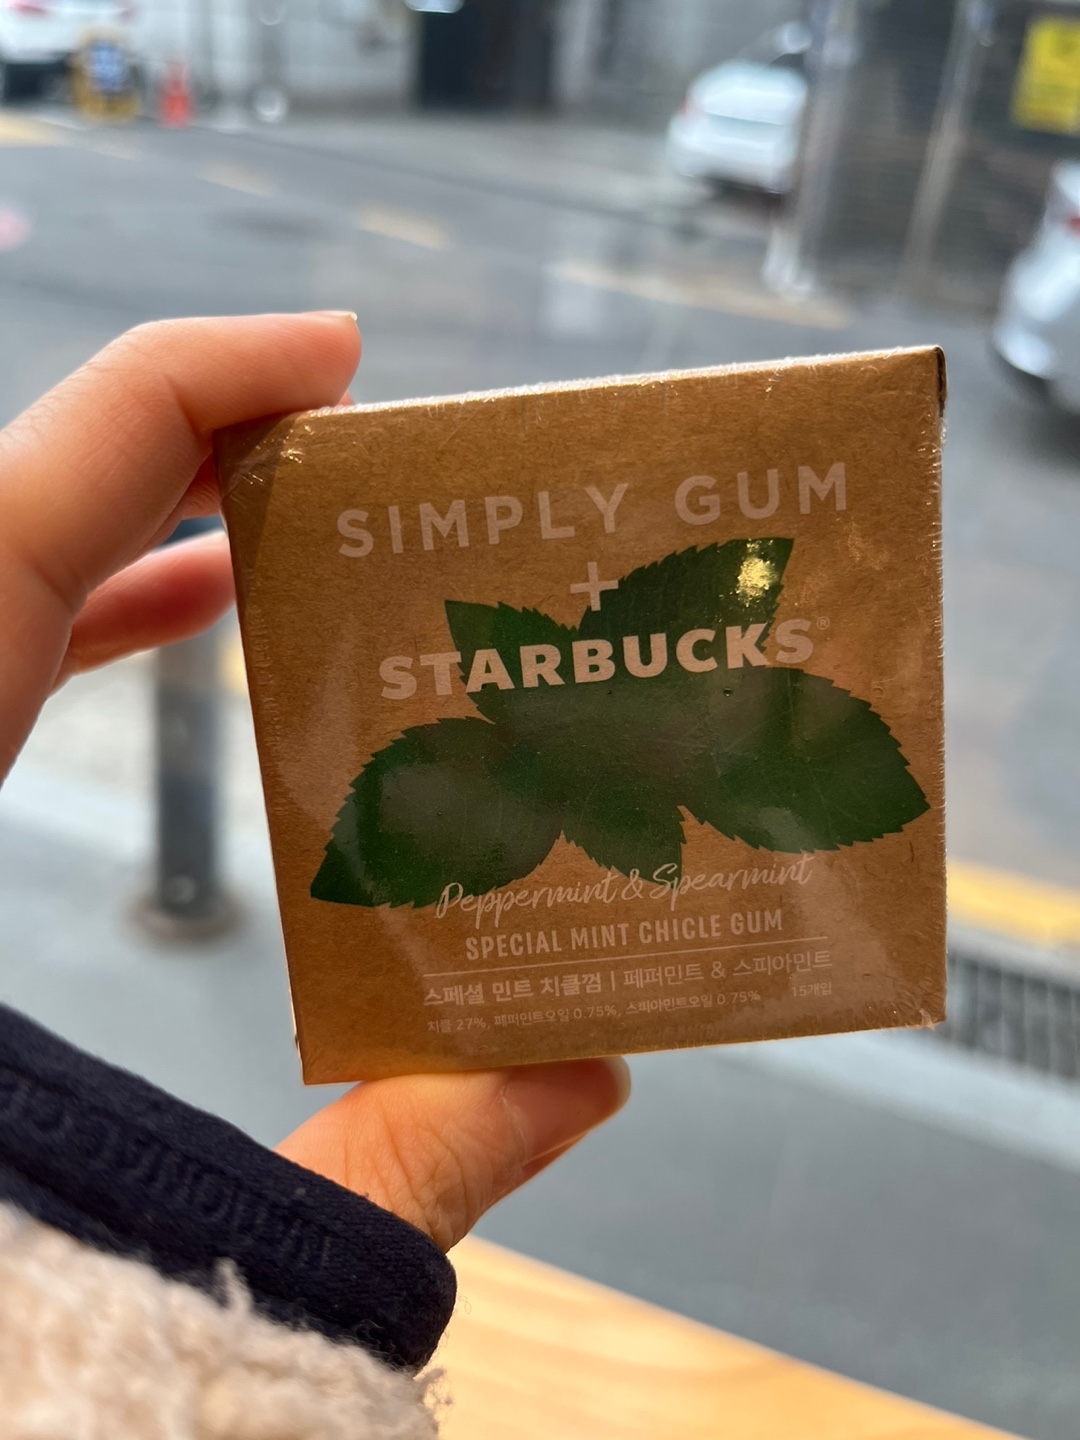 SIMPLY GUM
+
STARBUCKS®
Peppermint & Spearmint
SPECIAL MINT CHICLE GUM
스페셜 민트 치클껌 | 페퍼민트 & 스피아민트
치클 27%, 페퍼민트오일 0.75%, 스피아민트오일 0.75% 15개입